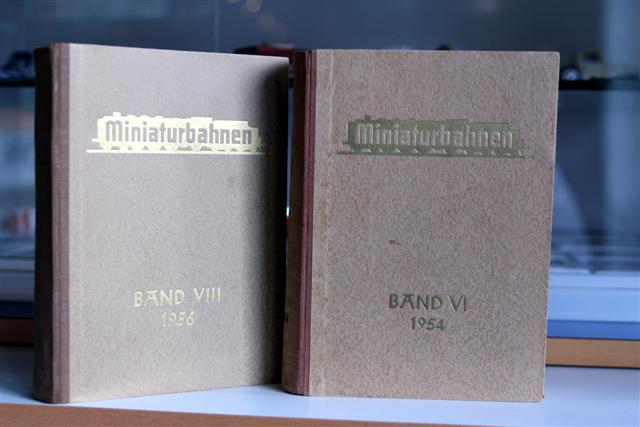 Miniaturbahnen
BAND VIII
1956
Miniaturbahnen
BAND VI
1954